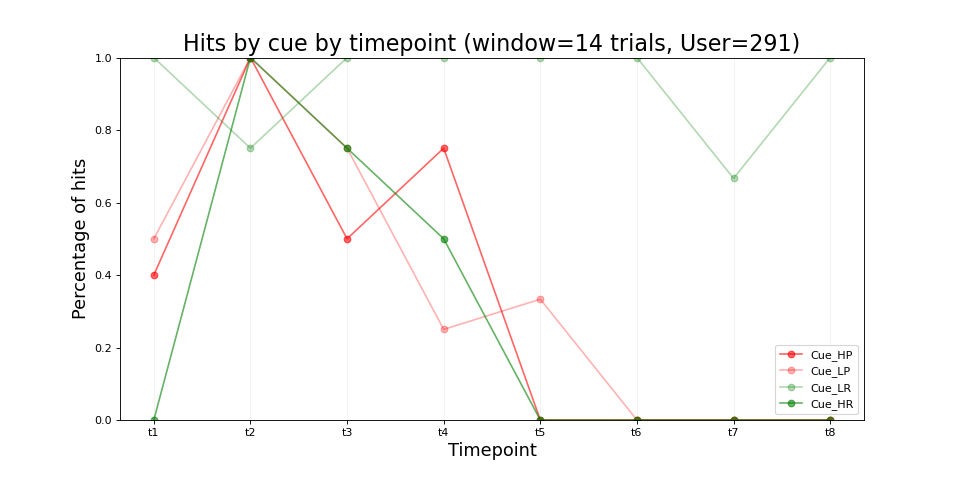 Hits by cue by timepoint (window=14 trials, User=291)
Percentage of hits
1.0
0.8
0.6
0.4
0.2
0.0
t1 t2 t3 t4 t5 t6 t7 t8
Timepoint
Cue_HP
Cue_LP
Cue_LR
Cue_HR